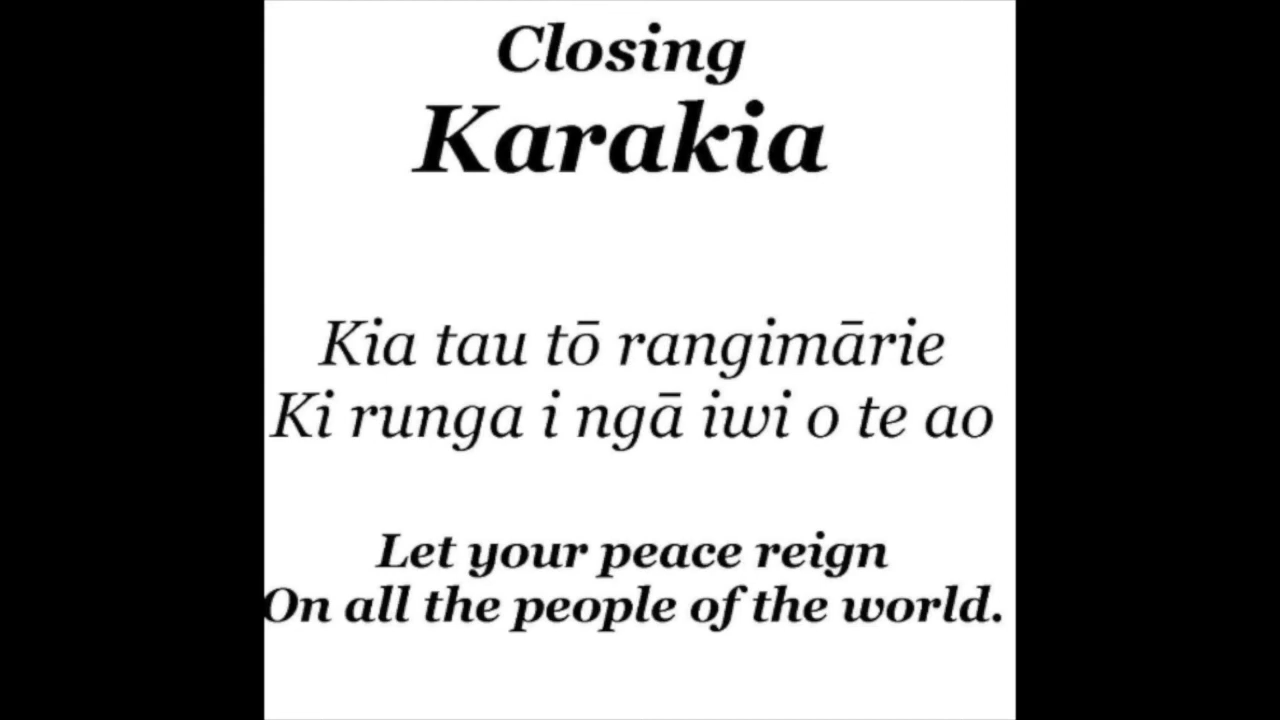 Closing
Karakia
Kia tau tō rangimārie
Ki runga i ngā iwi o te ao
Let your peace reign
On all the people of the world.